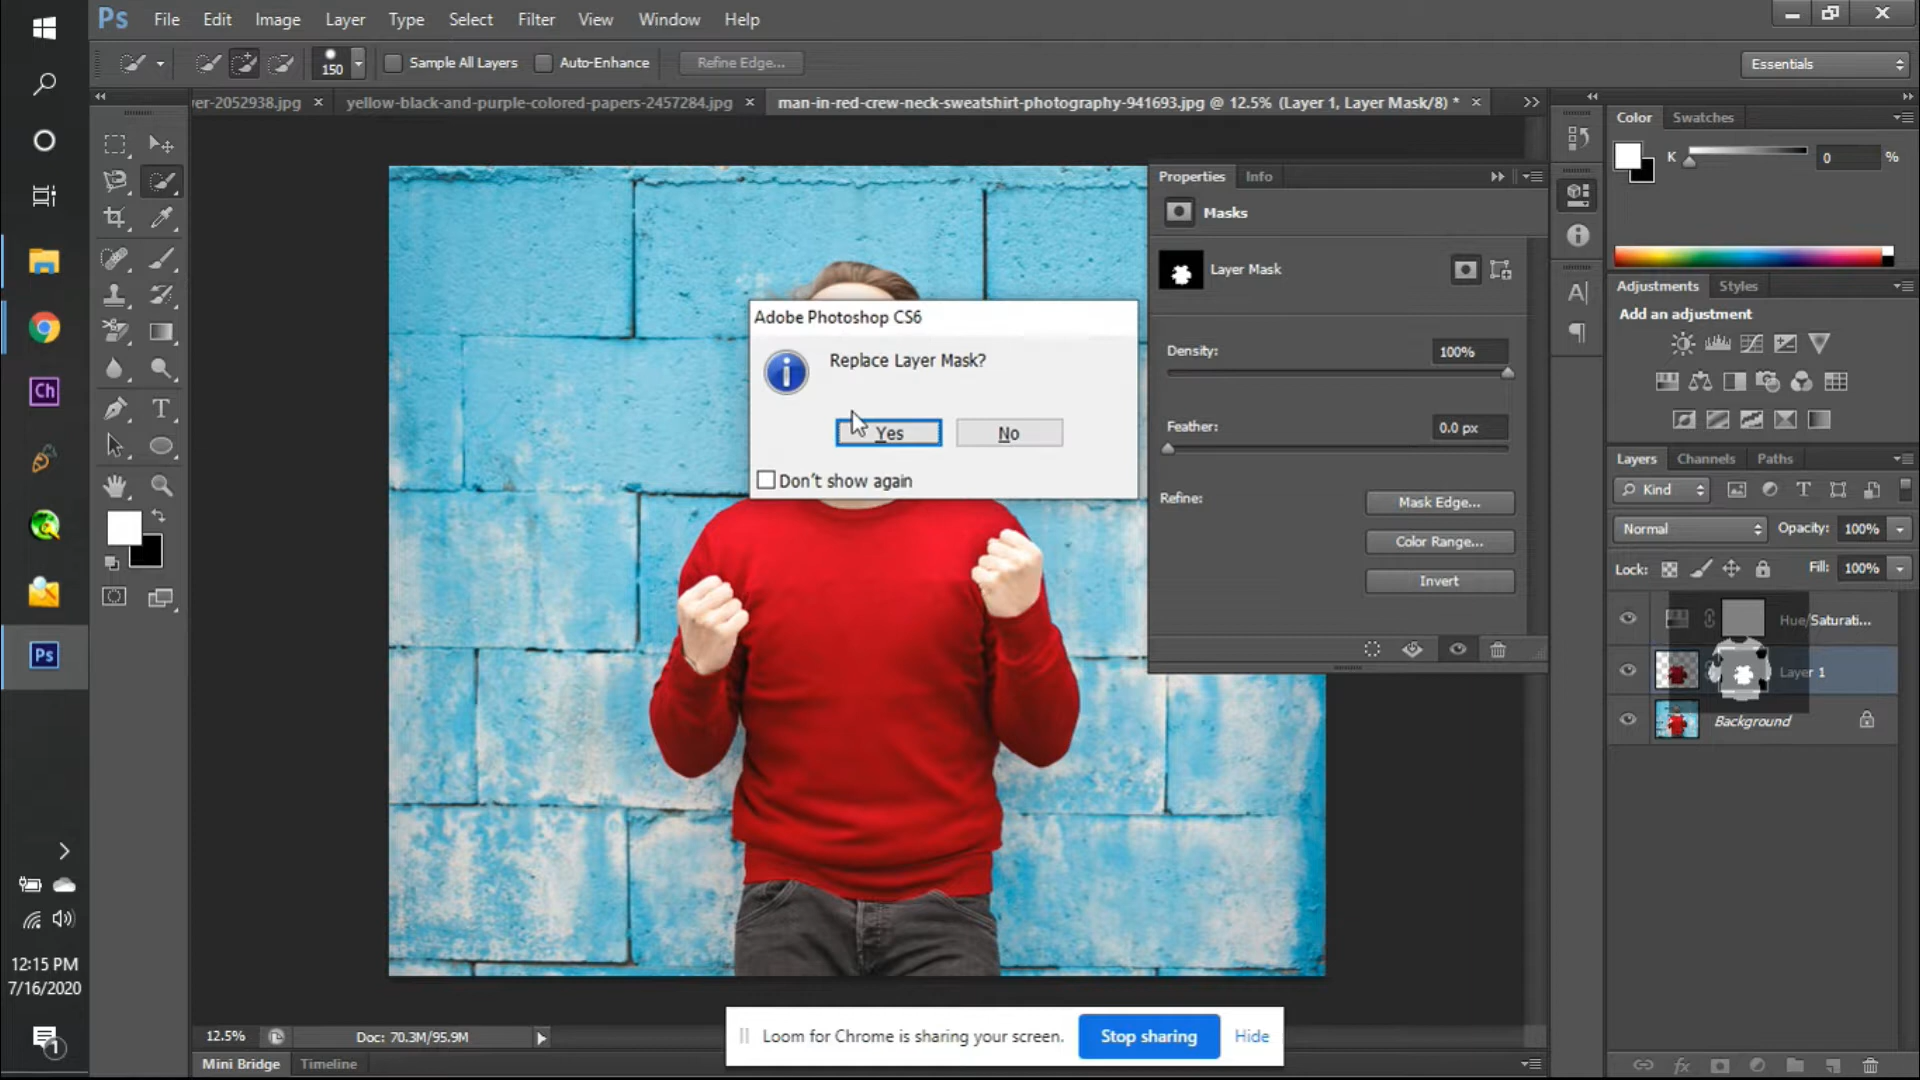 Ps File Edit Image Layer Type Select Filter View Window Help
150 Sample All Layers Auto-Enhance Refine Edge... Essentials
ver-2052938.jpg × yellow-black-and-purple-colored-papers-2457284.jpg × man-in-red-crew-neck-sweatshirt-photography-941693.jpg @ 12.5% (Layer 1, Layer Mask/8) * ×
Color Swatches
K 0 %
Properties Info
Masks
Layer Mask
Density: 100%
Feather: 0.0 px
Refine: Mask Edge...
Color Range...
Invert
Adobe Photoshop CS6
Replace Layer Mask?
Yes No
Don't show again
Adjustments Styles
Add an adjustment
Layers Channels Paths
Kind
Normal Opacity: 100%
Lock: Fill: 100%
Hue/Saturati...
Layer 1
Background
Ch
Ps
12:15 PM
7/16/2020
1
12.5% Doc: 70.3M/95.9M
Mini Bridge Timeline
Loom for Chrome is sharing your screen. Stop sharing Hide